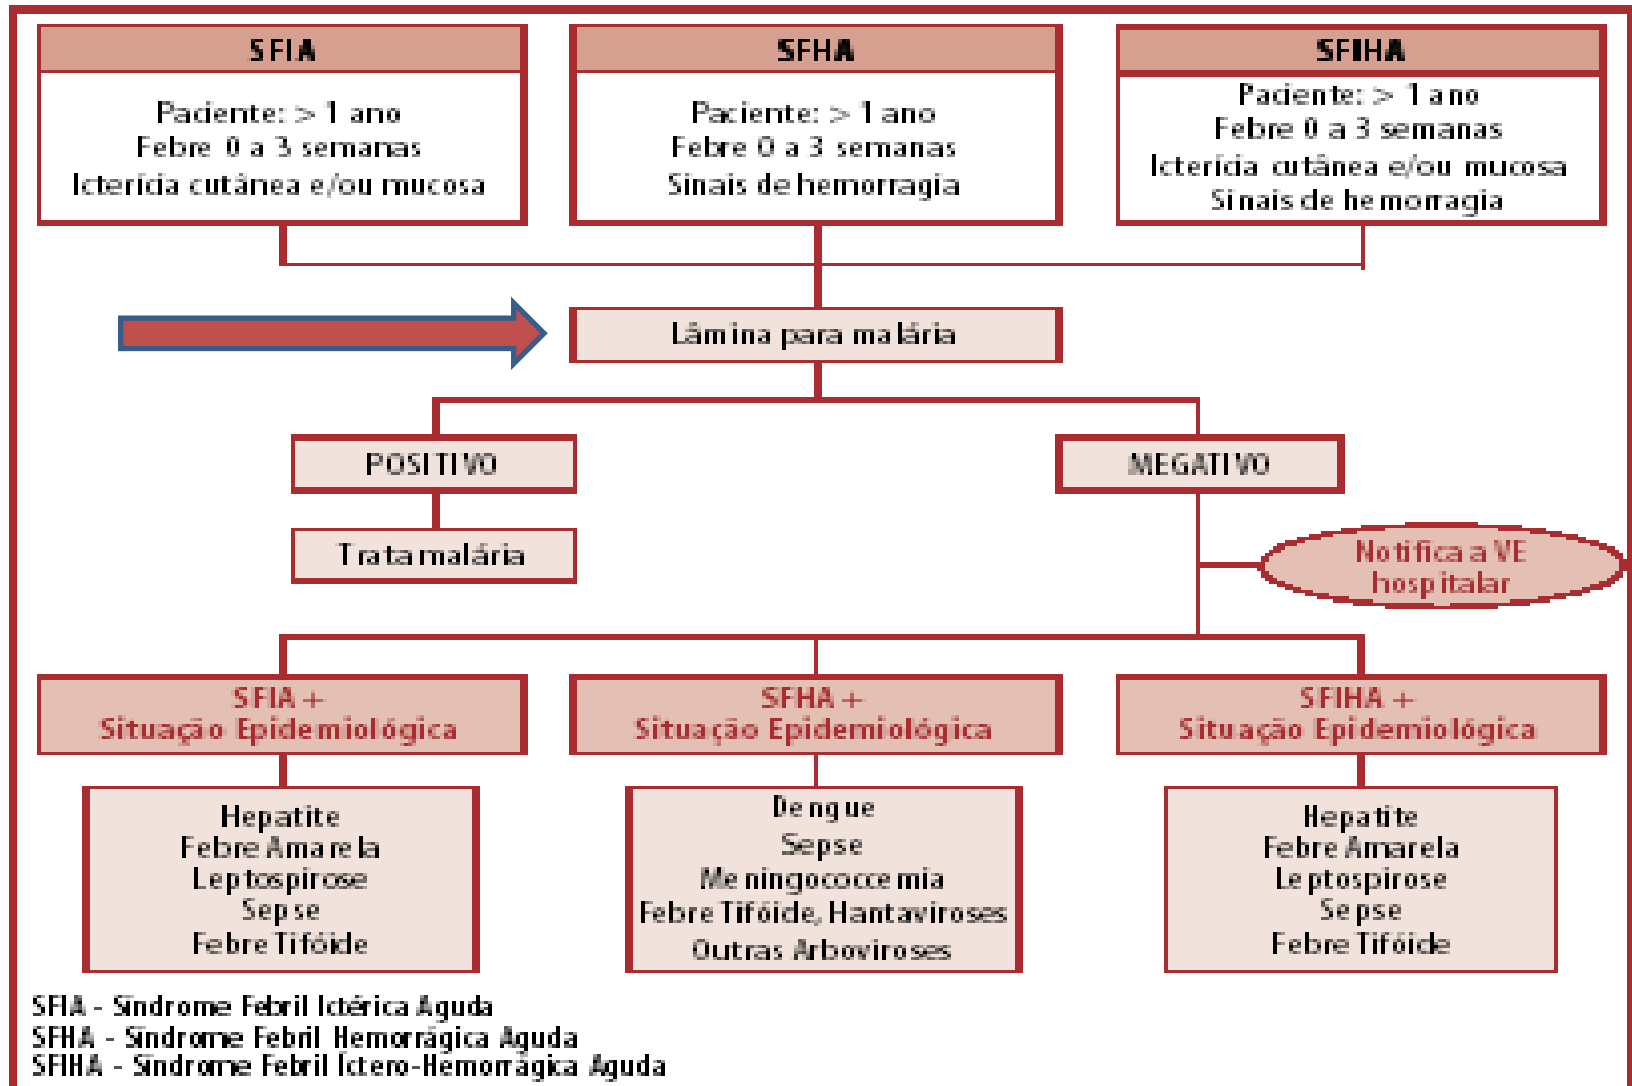 SFIA
Paciente: > 1 ano
Febre 0 a 3 semanas
Icterícia cutânea e/ou mucosa
SFHA
Paciente: > 1 ano
Febre 0 a 3 semanas
Sinais de hemorragia
SFIHA
Paciente: > 1 ano
Febre 0 a 3 semanas
Icterícia cutânea e/ou mucosa
Sinais de hemorragia
Lâmina para malária
POSITIVO
MEGATIVO
Trata malária
Notifica a VE
hospitalar
SFIA +
Situação Epidemiológica
SFHA +
Situação Epidemiológica
SFIHA +
Situação Epidemiológica
Hepatite
Febre Amarela
Leptospirose
Sepse
Febre Tifóide
Dengue
Sepse
Meningococcemia
Febre Tifóide, Hantaviroses
Outras Arboviroses
Hepatite
Febre Amarela
Leptospirose
Sepse
Febre Tifóide
SFIA - Síndrome Febril Ictérica Aguda
SFHA - Síndrome Febril Hemorrágica Aguda
SFIHA - Síndrome Febril Íctero-Hemorrágica Aguda